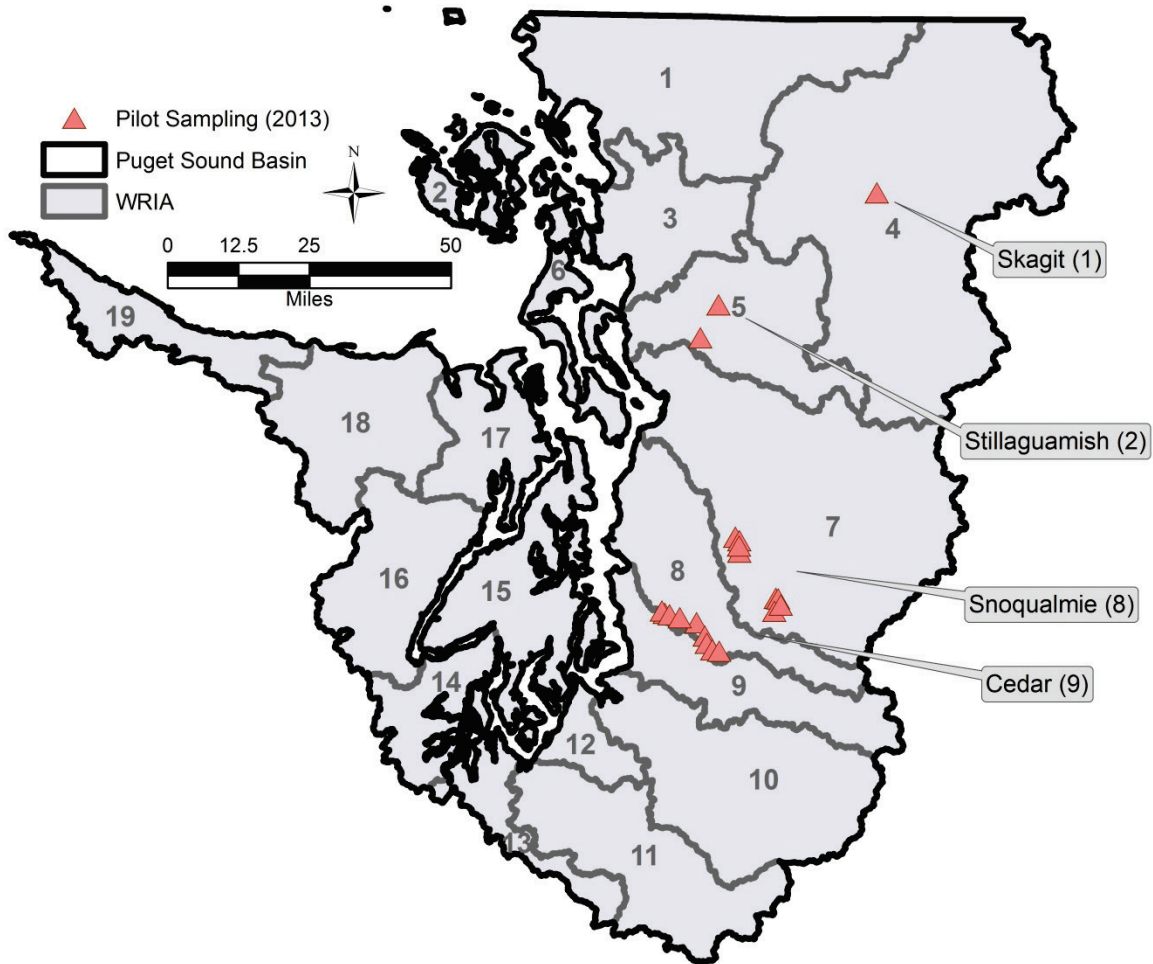 1
Pilot Sampling (2013)
Puget Sound Basin
N
WRIA
2
3
4
Skagit (1)
0 12.5 25 50
Miles
6
5
19
18
17
Stillaguamish (2)
7
8
16
15
Snoqualmie (8)
9
Cedar (9)
14
12
10
13
11